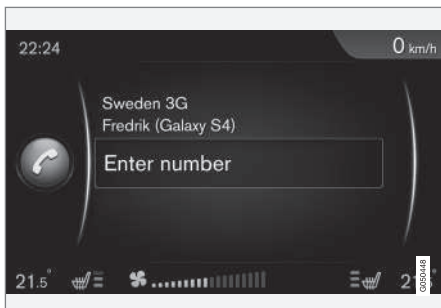 22:24
0 km/h
Sweden 3G
Fredrik (Galaxy S4)
Enter number
21.5°
G050448